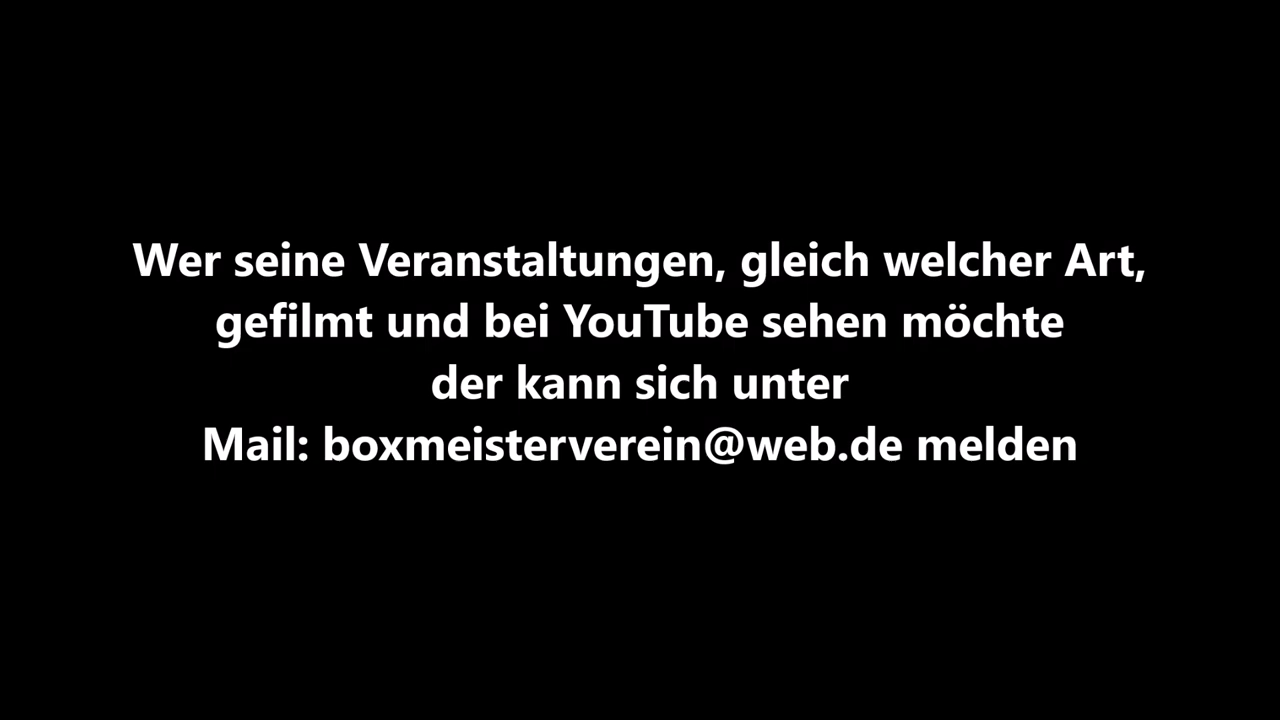 Wer seine Veranstaltungen, gleich welcher Art,
gefilmt und bei YouTube sehen möchte
der kann sich unter
Mail: boxmeisterverein@web.de melden